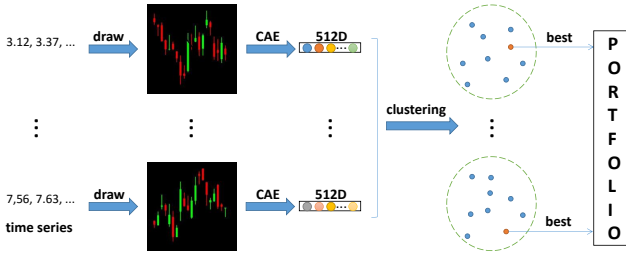 3.12, 3.37, ...
draw
CAE
512D
best
clustering
7,56, 7.63, ...
draw
CAE
512D
best
time series
PORTFOLIO